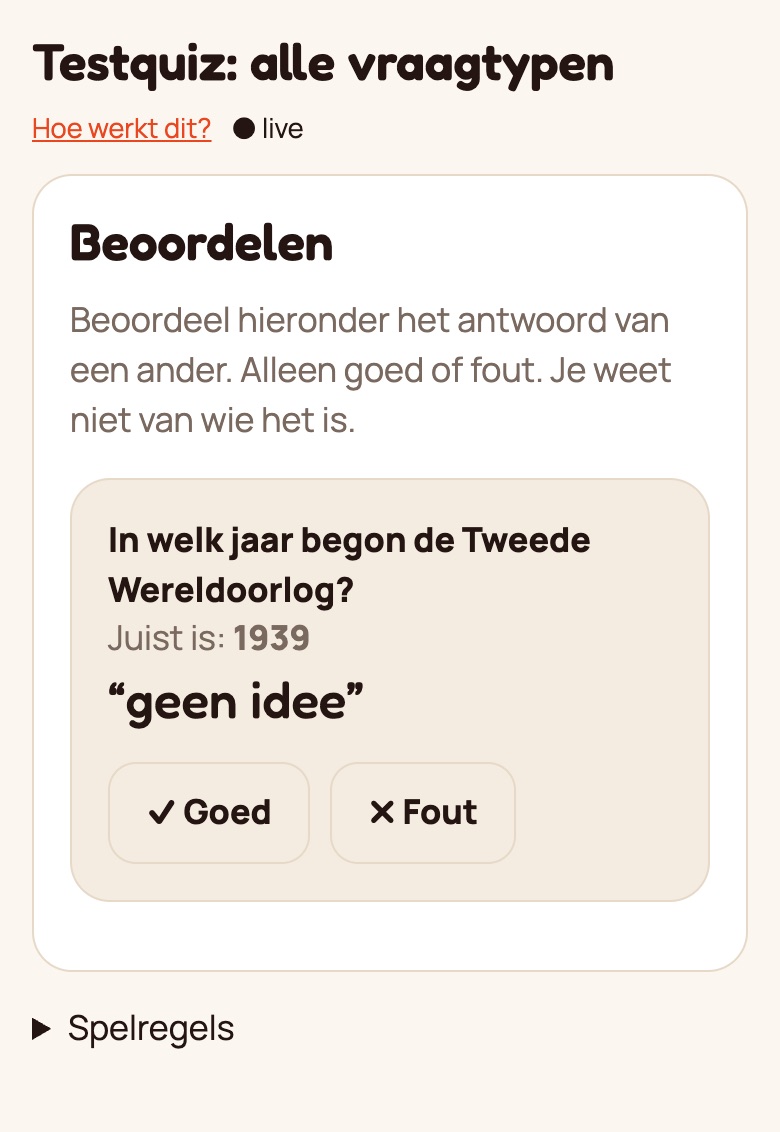 Testquiz: alle vraagtypen
Hoe werkt dit? ● live
Beoordelen
Beoordeel hieronder het antwoord van
een ander. Alleen goed of fout. Je weet
niet van wie het is.
In welk jaar begon de Tweede
Wereldoorlog?
Juist is: 1939
“geen idee”
✓ Goed ✕ Fout
▶ Spelregels